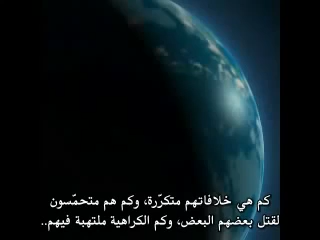 كم هي خلافاتهم متكرّرة، وكم هم متحمّسون
لقتل بعضهم البعض، وكم الكراهية ملتهبة فيهم..